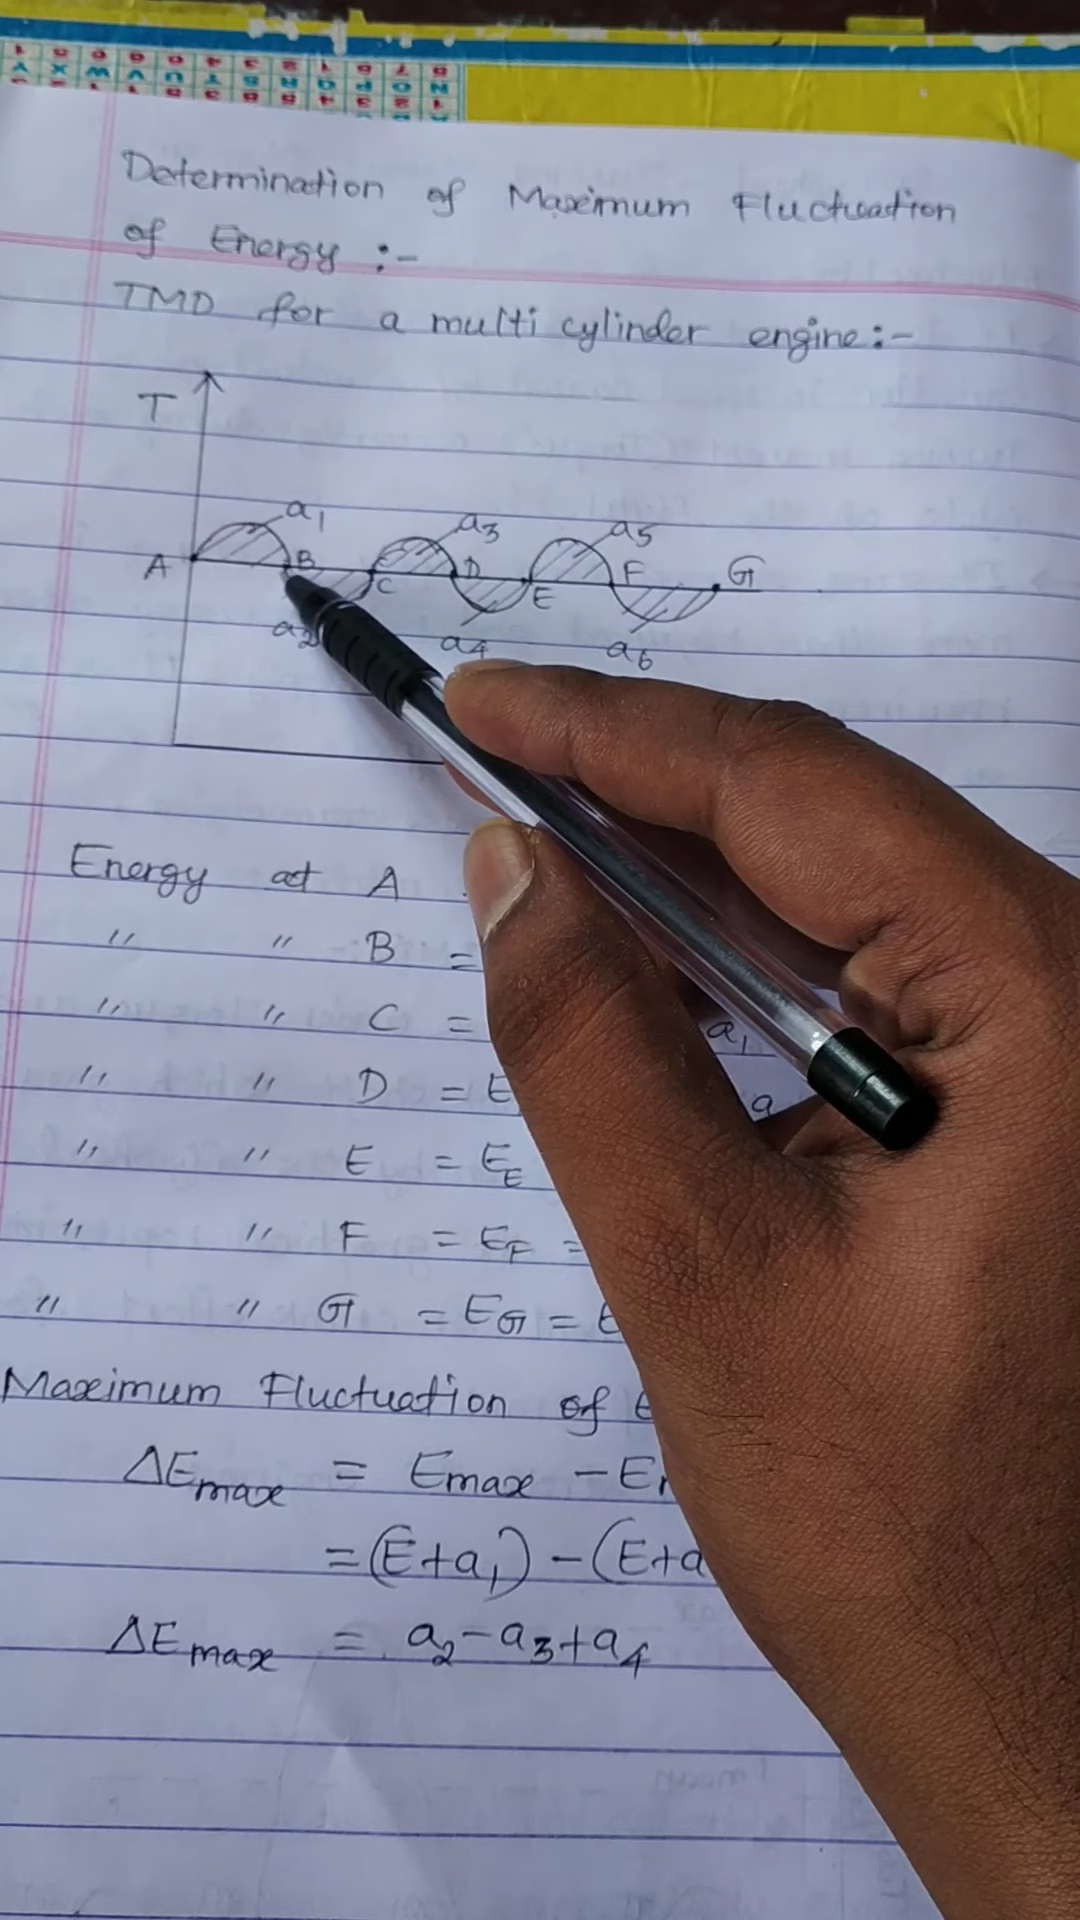 Determination of Maximum Fluctuation
of Energy :-
TMD for a multi cylinder engine:-
T
a1 a3 a5
A B C D E F G
a2 a4 a6
Energy at A
" " B =
" " C = a1
" " D = E a
" " E = EE
" " F = EF =
" " G = EG = E
Maximum Fluctuation of E
ΔEmax = Emax - E
= (E+a1) - (E+a
ΔEmax = a2-a3+a4